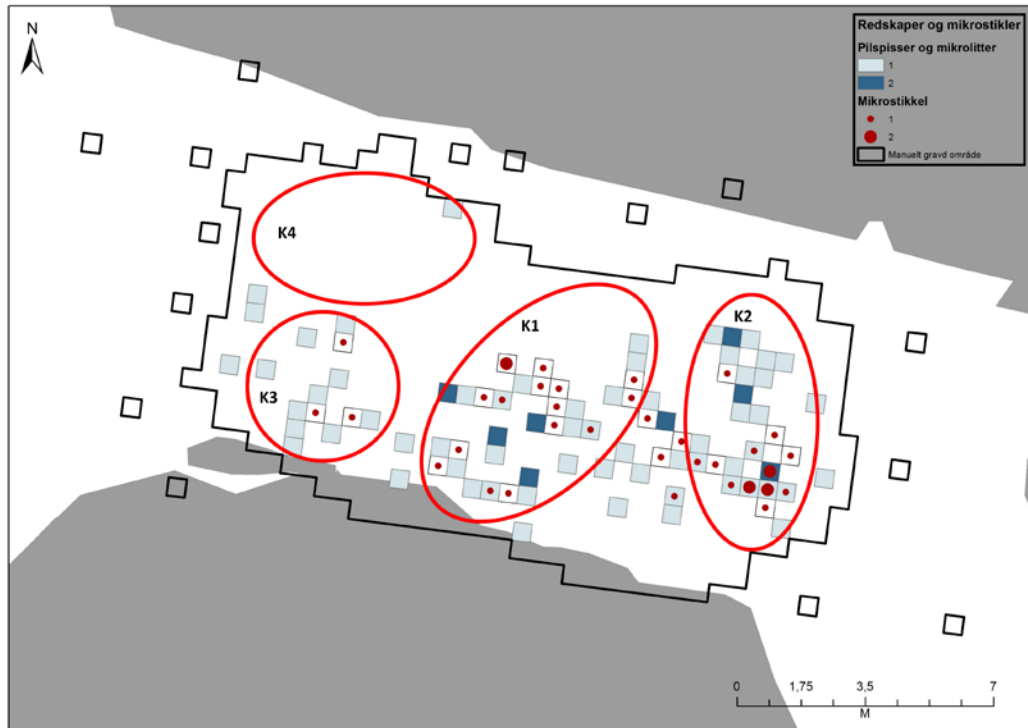 N
Redskaper og mikrostikler
Pilspisser og mikrolitter
1
2
Mikrostikkel
1
2
Manuelt gravd område
K4
K1
K2
K3
0 1,75 3,5 7
M